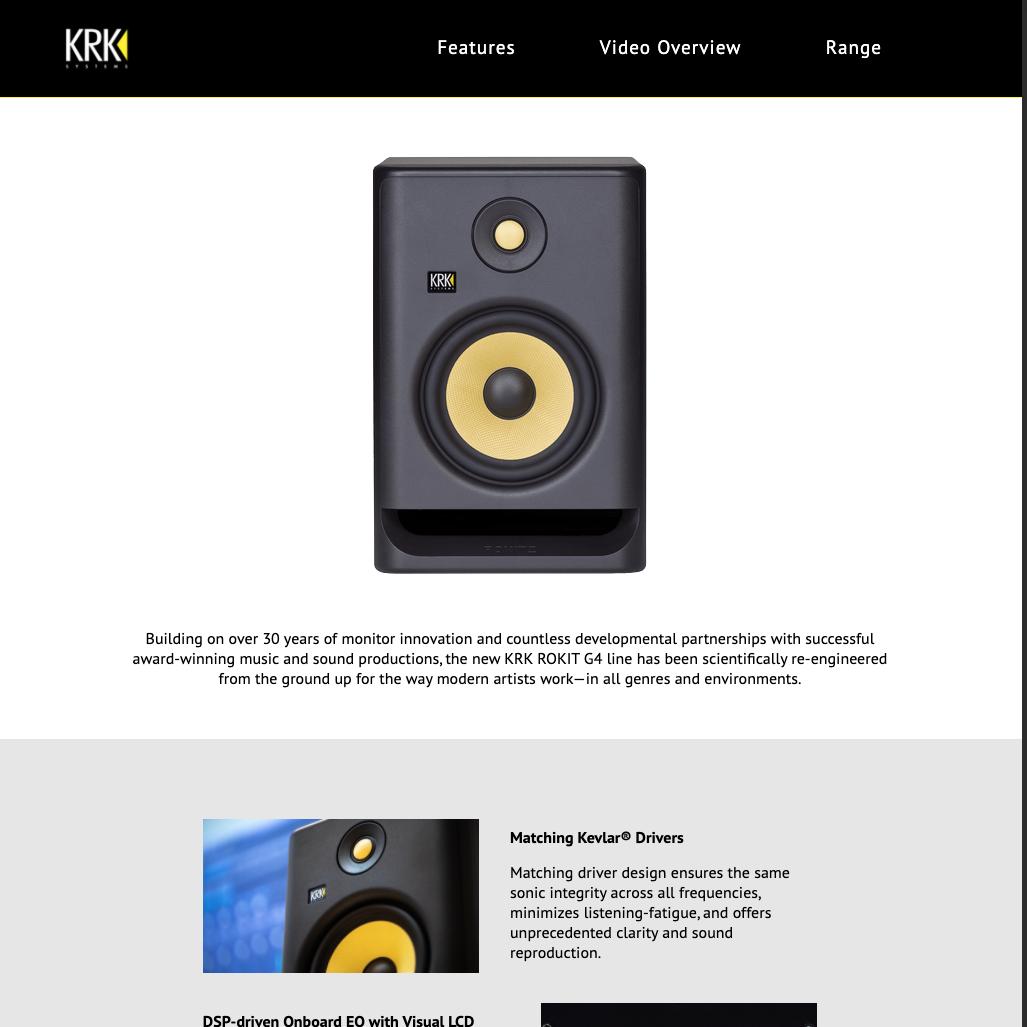 KRK
SYSTEMS
Features Video Overview Range
KRK
Building on over 30 years of monitor innovation and countless developmental partnerships with successful
award-winning music and sound productions, the new KRK ROKIT G4 line has been scientifically re-engineered
from the ground up for the way modern artists work—in all genres and environments.
KRK
Matching Kevlar® Drivers
Matching driver design ensures the same
sonic integrity across all frequencies,
minimizes listening-fatigue, and offers
unprecedented clarity and sound
reproduction.
DSP-driven Onboard EQ with Visual LCD